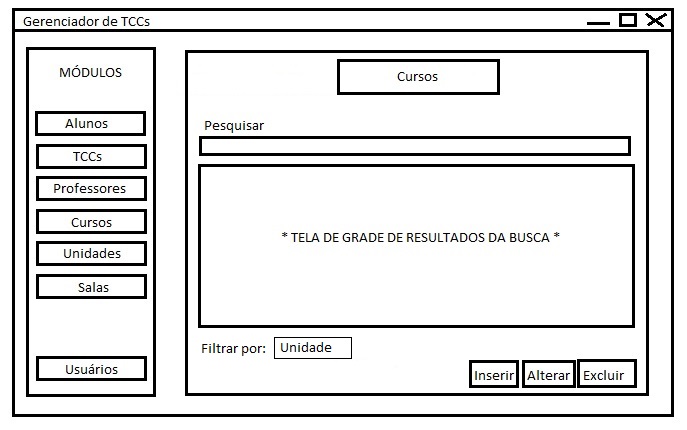 Gerenciador de TCCs
MÓDULOS
Alunos
TCCs
Professores
Cursos
Unidades
Salas
Usuários
Cursos
Pesquisar
* TELA DE GRADE DE RESULTADOS DA BUSCA *
Filtrar por: Unidade
Inserir Alterar Excluir